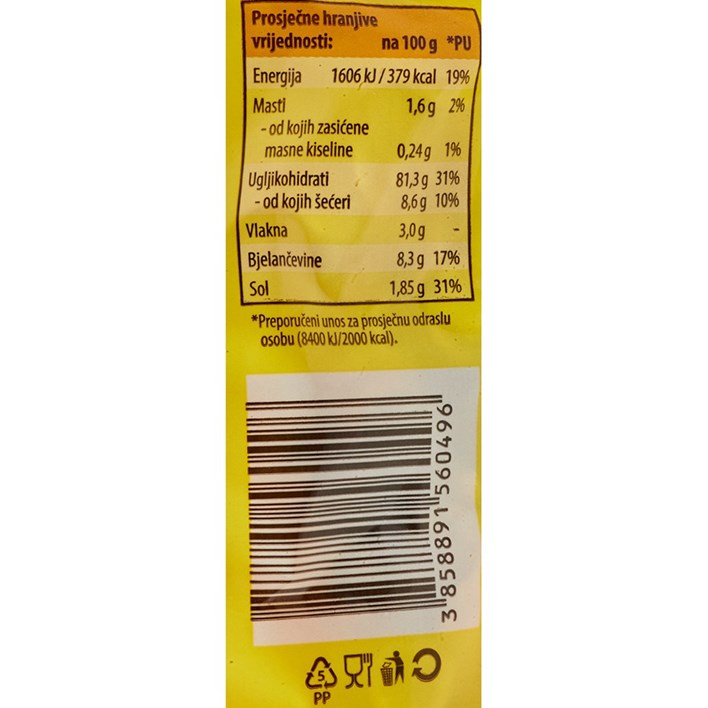 Prosječne hranjive
vrijednosti: na 100 g *PU
Energija 1606 kJ / 379 kcal 19%
Masti 1,6 g 2%
- od kojih zasićene
masne kiseline 0,24 g 1%
Ugljikohidrati 81,3 g 31%
- od kojih šećeri 8,6 g 10%
Vlakna 3,0 g -
Bjelančevine 8,3 g 17%
Sol 1,85 g 31%
*Preporučeni unos za prosječnu odraslu
osobu (8400 kJ/2000 kcal).
3 858891 560496
5
PP